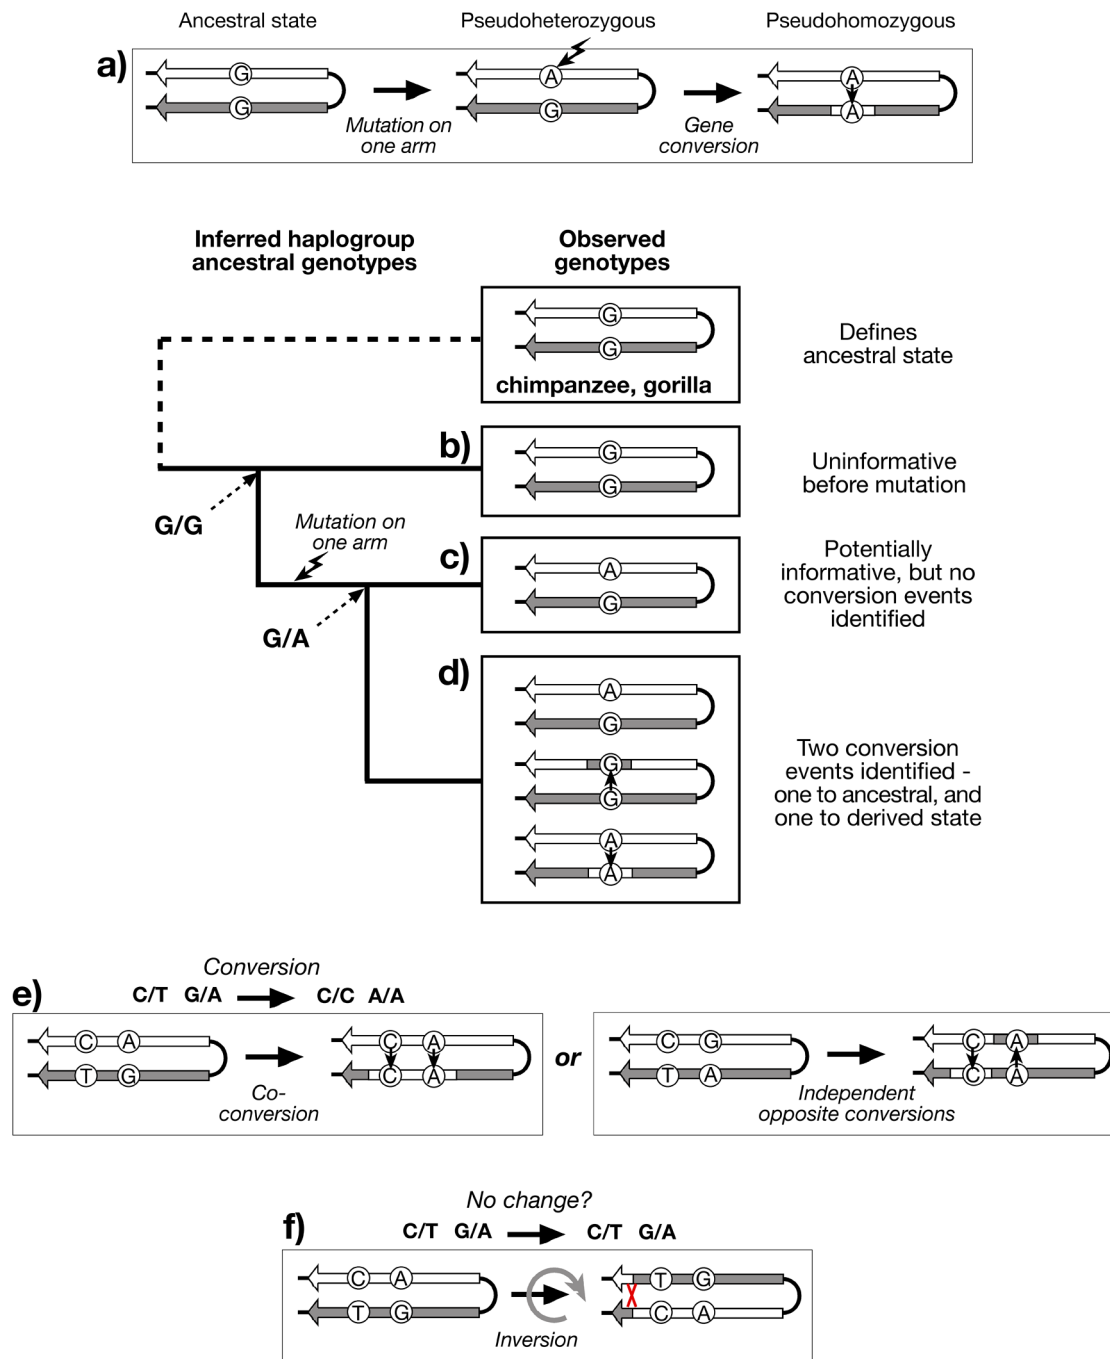 Ancestral state
Pseudoheterozygous
Pseudohomozygous
a)
G
G
Mutation on
one arm
A
G
Gene
conversion
A
A
Inferred haplogroup
ancestral genotypes
Observed
genotypes
G
G
chimpanzee, gorilla
Defines
ancestral state
b)
G
G
Uninformative
before mutation
G/G
Mutation on
one arm
c)
A
G
Potentially
informative, but no
conversion events
identified
G/A
d)
A
G
G
G
A
A
Two conversion
events identified -
one to ancestral, and
one to derived state
e)
Conversion
C/T G/A
C/C A/A
C A
T G
Co-
conversion
C A
C A
or
C G
T A
Independent
opposite conversions
C A
C A
f)
No change?
C/T G/A
C/T G/A
C A
T G
Inversion
T G
X
C A